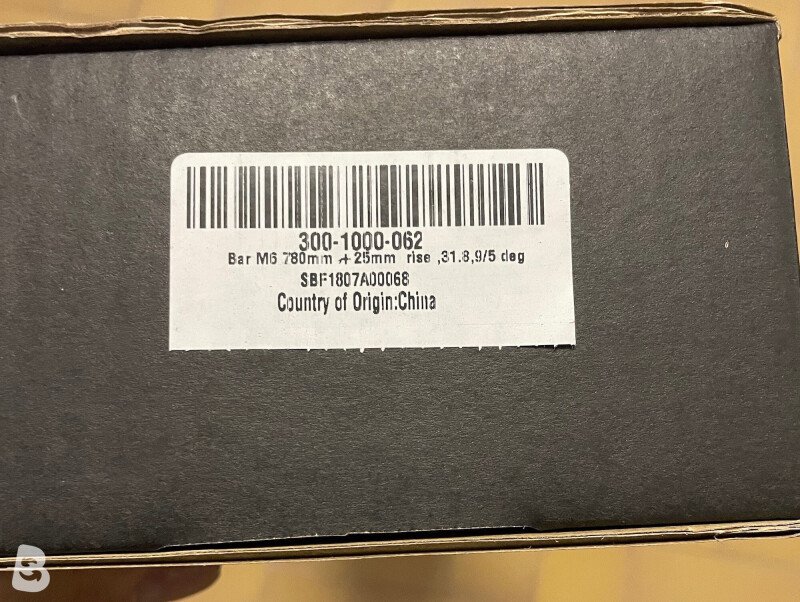 300-1000-062
Bar M6 780mm + 25mm rise ,31.8,9/5 deg
SBF1807A00068
Country of Origin:China